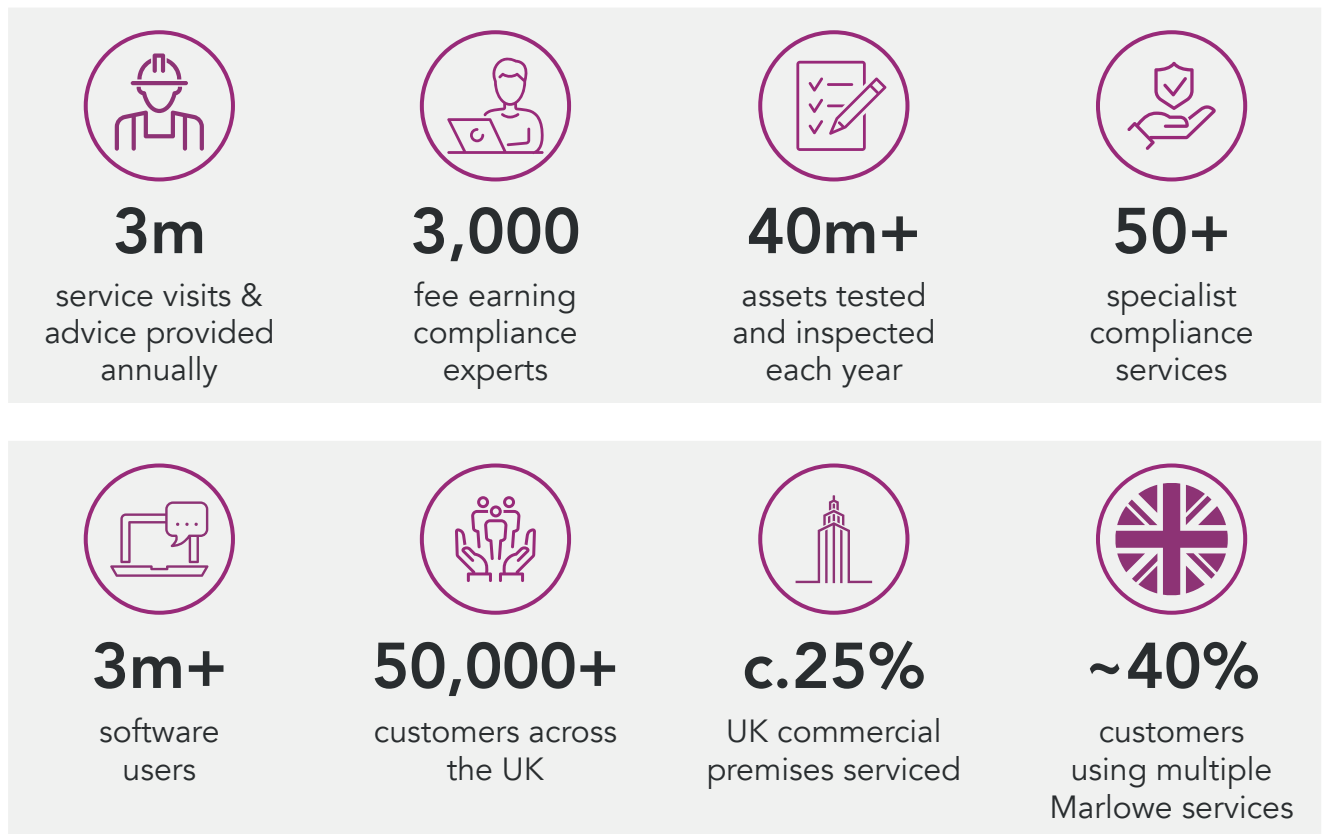 3m
service visits &
advice provided
annually
3,000
fee earning
compliance
experts
40m+
assets tested
and inspected
each year
50+
specialist
compliance
services
3m+
software
users
50,000+
customers across
the UK
c.25%
UK commercial
premises serviced
~40%
customers
using multiple
Marlowe services